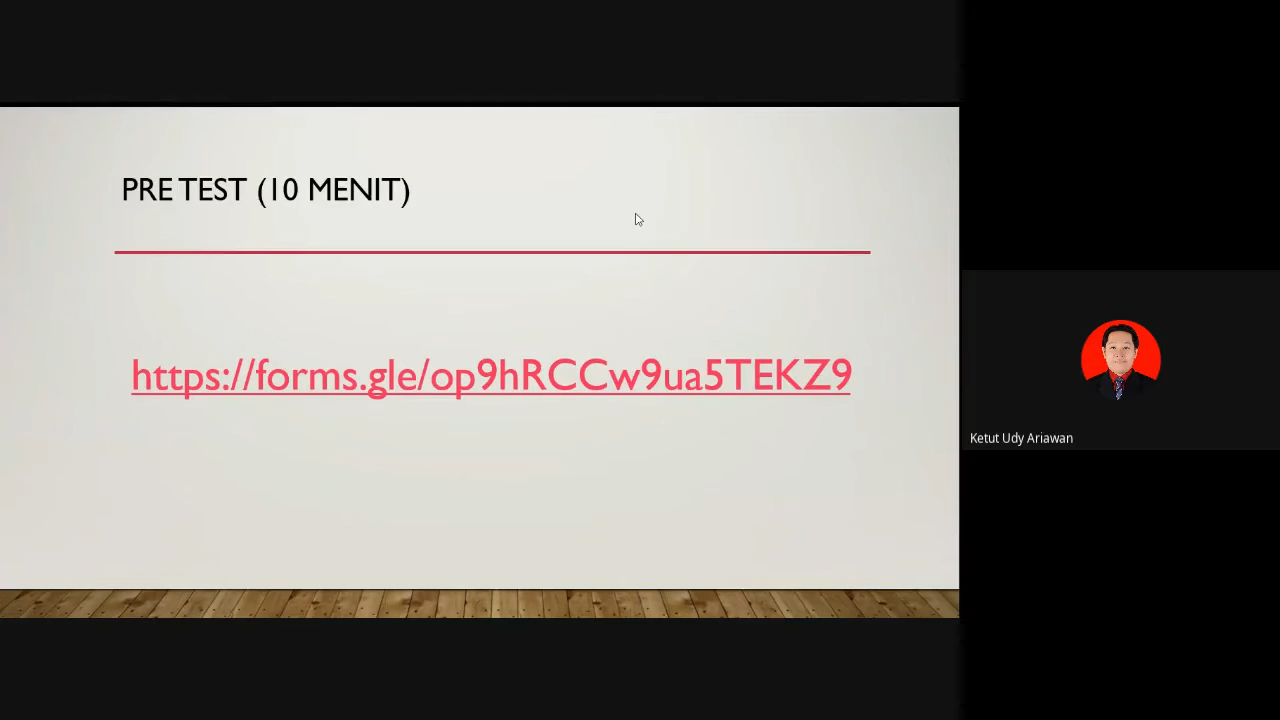 PRE TEST (10 MENIT)
https://forms.gle/op9hRCCw9ua5TEKZ9
Ketut Udy Ariawan